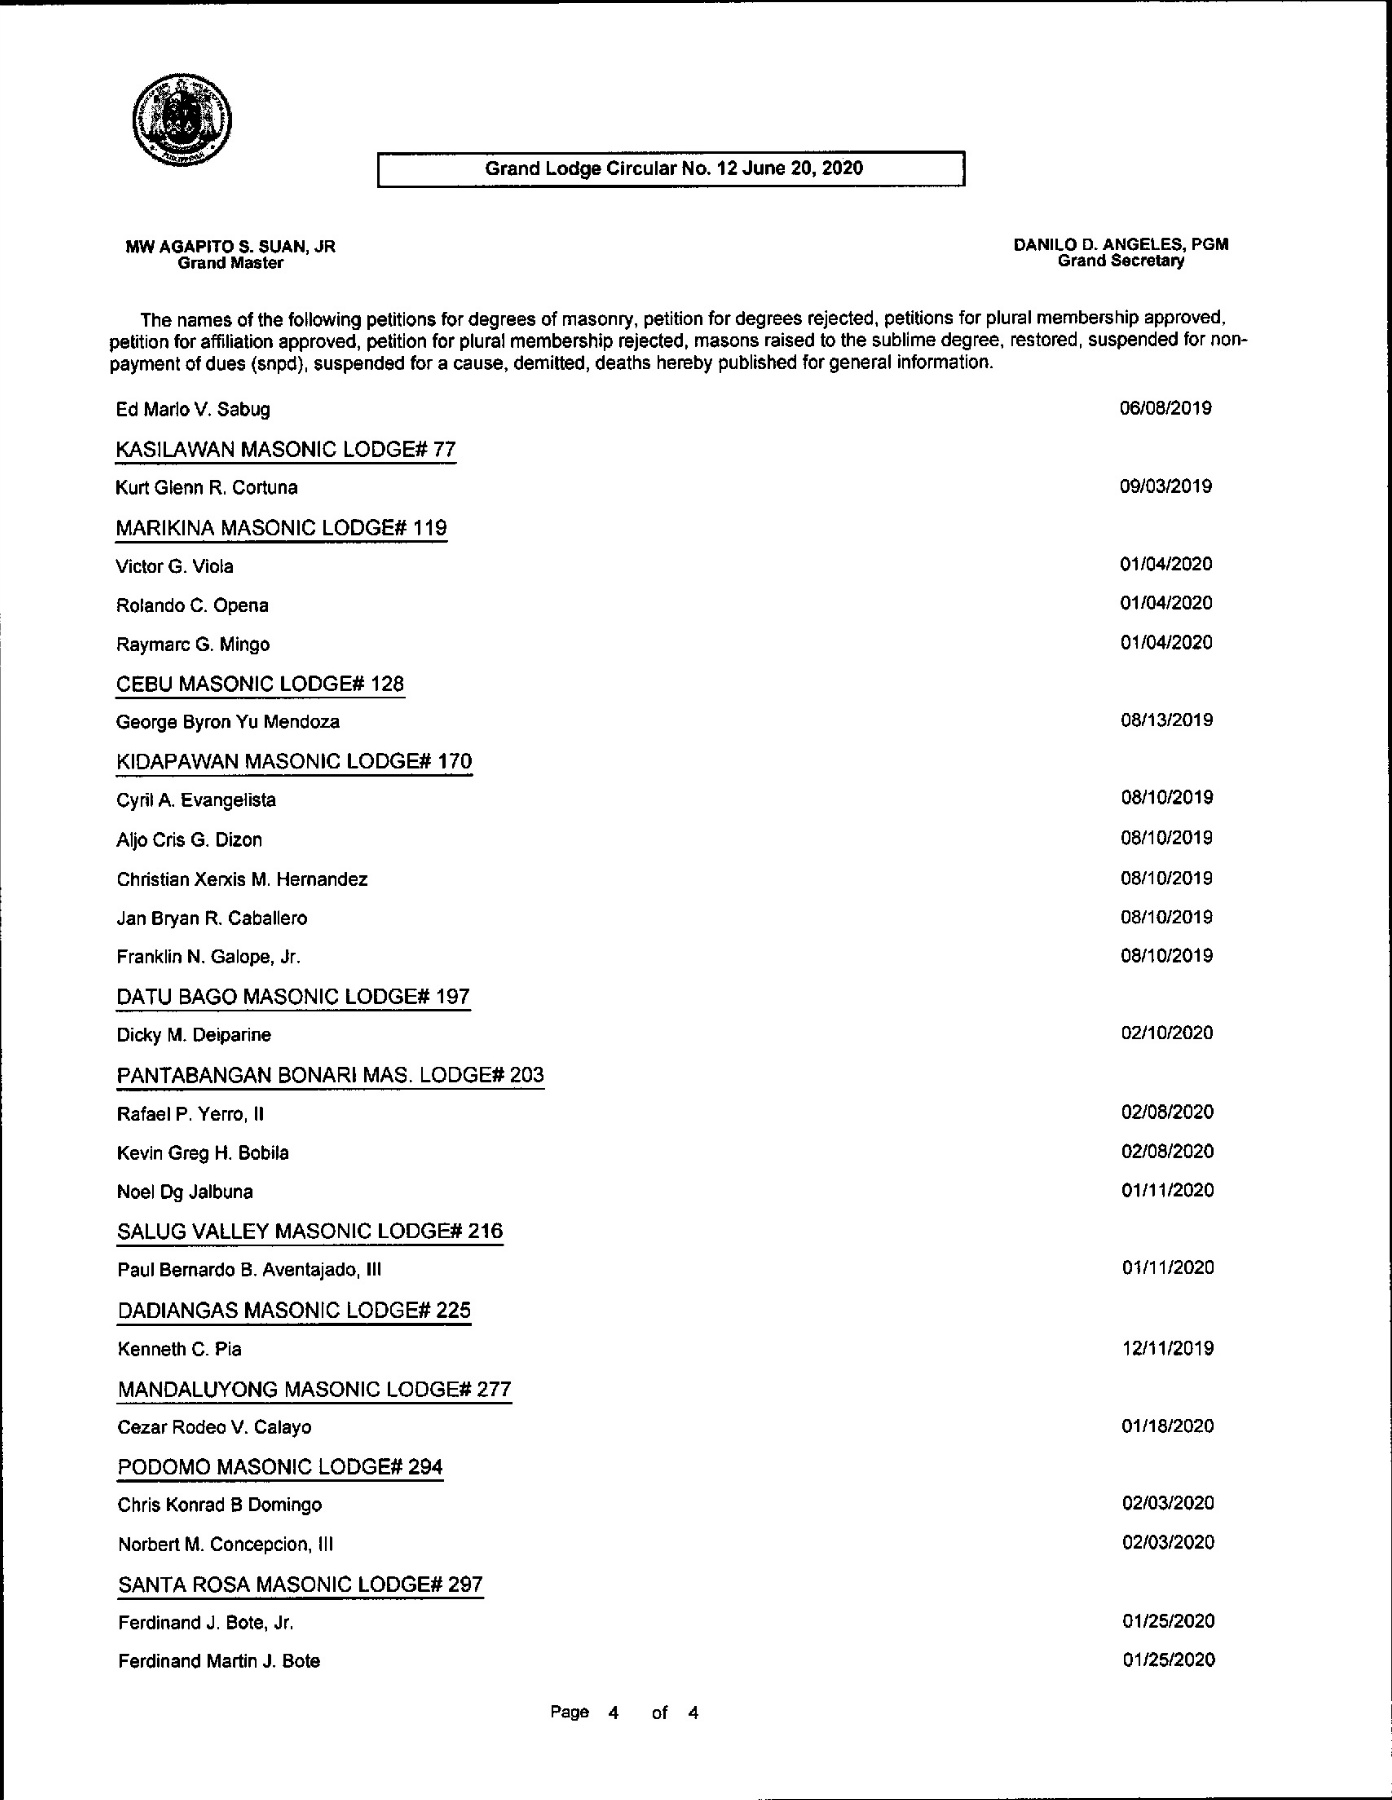 PHILIPPINES
Grand Lodge Circular No. 12 June 20, 2020
MW AGAPITO S. SUAN, JR
Grand Master
DANILO D. ANGELES, PGM
Grand Secretary
The names of the following petitions for degrees of masonry, petition for degrees rejected, petitions for plural membership approved,
petition for affiliation approved, petition for plural membership rejected, masons raised to the sublime degree, restored, suspended for non-
payment of dues (snpd), suspended for a cause, demitted, deaths hereby published for general information.
Ed Marlo V. Sabug 06/08/2019
KASILAWAN MASONIC LODGE# 77
Kurt Glenn R. Cortuna 09/03/2019
MARIKINA MASONIC LODGE# 119
Victor G. Viola 01/04/2020
Rolando C. Opena 01/04/2020
Raymarc G. Mingo 01/04/2020
CEBU MASONIC LODGE# 128
George Byron Yu Mendoza 08/13/2019
KIDAPAWAN MASONIC LODGE# 170
Cyril A. Evangelista 08/10/2019
Aljo Cris G. Dizon 08/10/2019
Christian Xerxis M. Hernandez 08/10/2019
Jan Bryan R. Caballero 08/10/2019
Franklin N. Galope, Jr. 08/10/2019
DATU BAGO MASONIC LODGE# 197
Dicky M. Deiparine 02/10/2020
PANTABANGAN BONARI MAS. LODGE# 203
Rafael P. Yerro, II 02/08/2020
Kevin Greg H. Bobila 02/08/2020
Noel Dg Jalbuna 01/11/2020
SALUG VALLEY MASONIC LODGE# 216
Paul Bernardo B. Aventajado, III 01/11/2020
DADIANGAS MASONIC LODGE# 225
Kenneth C. Pia 12/11/2019
MANDALUYONG MASONIC LODGE# 277
Cezar Rodeo V. Calayo 01/18/2020
PODOMO MASONIC LODGE# 294
Chris Konrad B Domingo 02/03/2020
Norbert M. Concepcion, III 02/03/2020
SANTA ROSA MASONIC LODGE# 297
Ferdinand J. Bote, Jr. 01/25/2020
Ferdinand Martin J. Bote 01/25/2020
Page 4 of 4